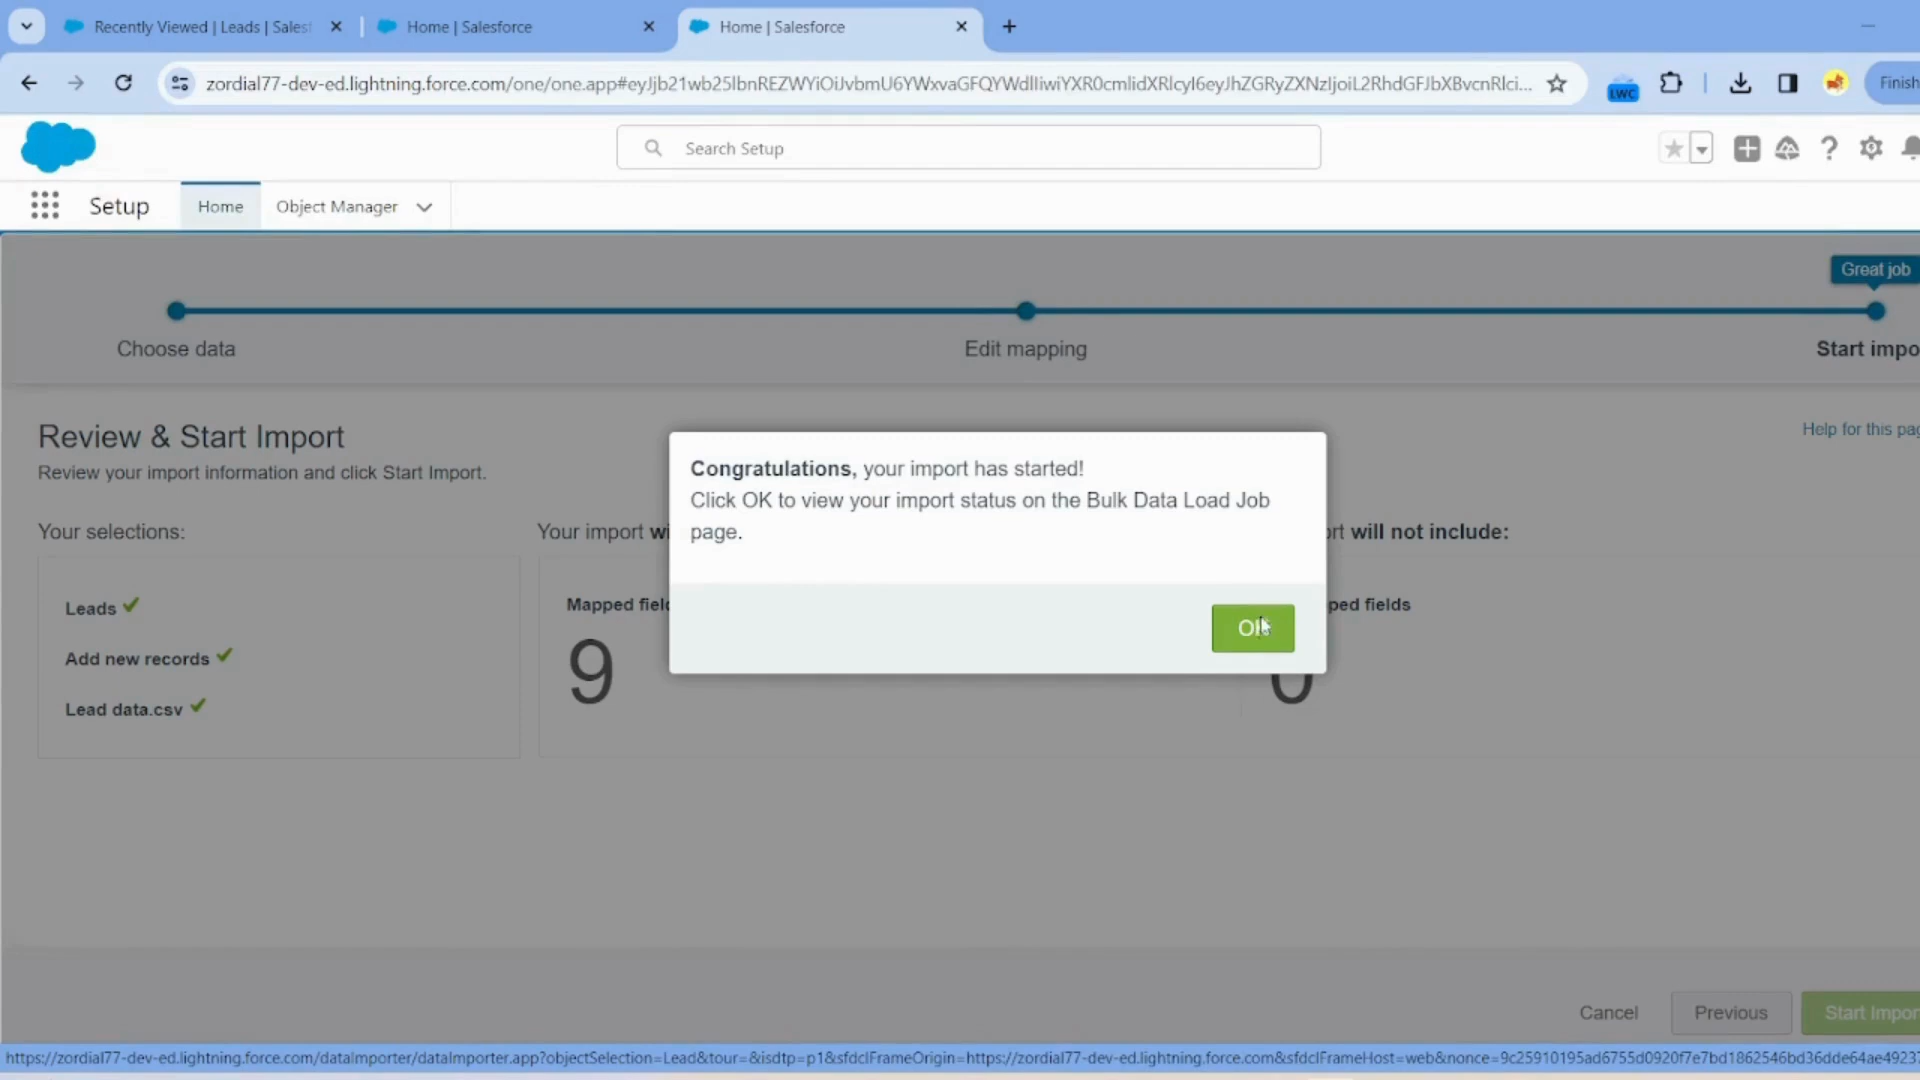 Recently Viewed | Leads | Sales
Home | Salesforce
Home | Salesforce
zordial77-dev-ed.lightning.force.com/one/one.app#eyJjb21wb25lbnREZWYiOiJvbmU6YWxvaGFQYWdlIiwiYXR0cmlidXRlcyI6eyJhZGRyZXNzIjoiL2RhdGFJbXBvcnRlci...
LWC
Finish
Search Setup
Setup
Home
Object Manager
Great job
Choose data
Edit mapping
Start impo
Review & Start Import
Help for this pag
Review your import information and click Start Import.
Congratulations, your import has started!
Click OK to view your import status on the Bulk Data Load Job
page.
OK
Your selections:
Your import wi
rt will not include:
Leads
Add new records
Lead data.csv
Mapped field
9
ped fields
0
Cancel
Previous
Start Impor
https://zordial77-dev-ed.lightning.force.com/dataImporter/dataImporter.app?objectSelection=Lead&tour=&isdtp=p1&sfdcIFrameOrigin=https://zordial77-dev-ed.lightning.force.com&sfdcIFrameHost=web&nonce=9c25910195ad6755d0920f7e7bd1862546bd36dde64ae49237